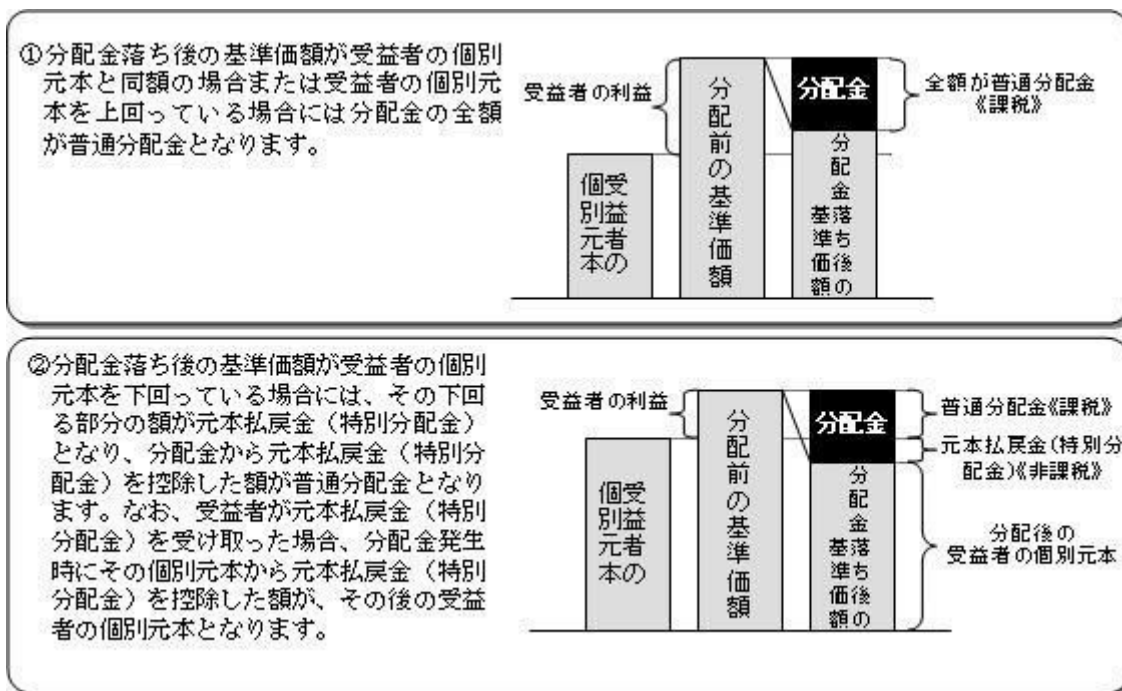 ①分配金落ち後の基準価額が受益者の個別
元本と同額の場合または受益者の個別元
本を上回っている場合には分配金の全額
が普通分配金となります。
受益者の利益
個別元本
受益者の
分配前の基準価額
分配金
基準価額
分配金落ち後の
全額が普通分配金
《課税》
②分配金落ち後の基準価額が受益者の個別
元本を下回っている場合には、その下回
る部分の額が元本払戻金（特別分配金）
となり、分配金から元本払戻金（特別分
配金）を控除した額が普通分配金となり
ます。なお、受益者が元本払戻金（特別
分配金）を受け取った場合、分配金発生
時にその個別元本から元本払戻金（特別
分配金）を控除した額が、その後の受益
者の個別元本となります。
受益者の利益
個別元本
受益者の
分配前の基準価額
分配金
基準価額
分配金落ち後の
普通分配金《課税》
元本払戻金(特別分
配金)《非課税》
分配後の
受益者の個別元本